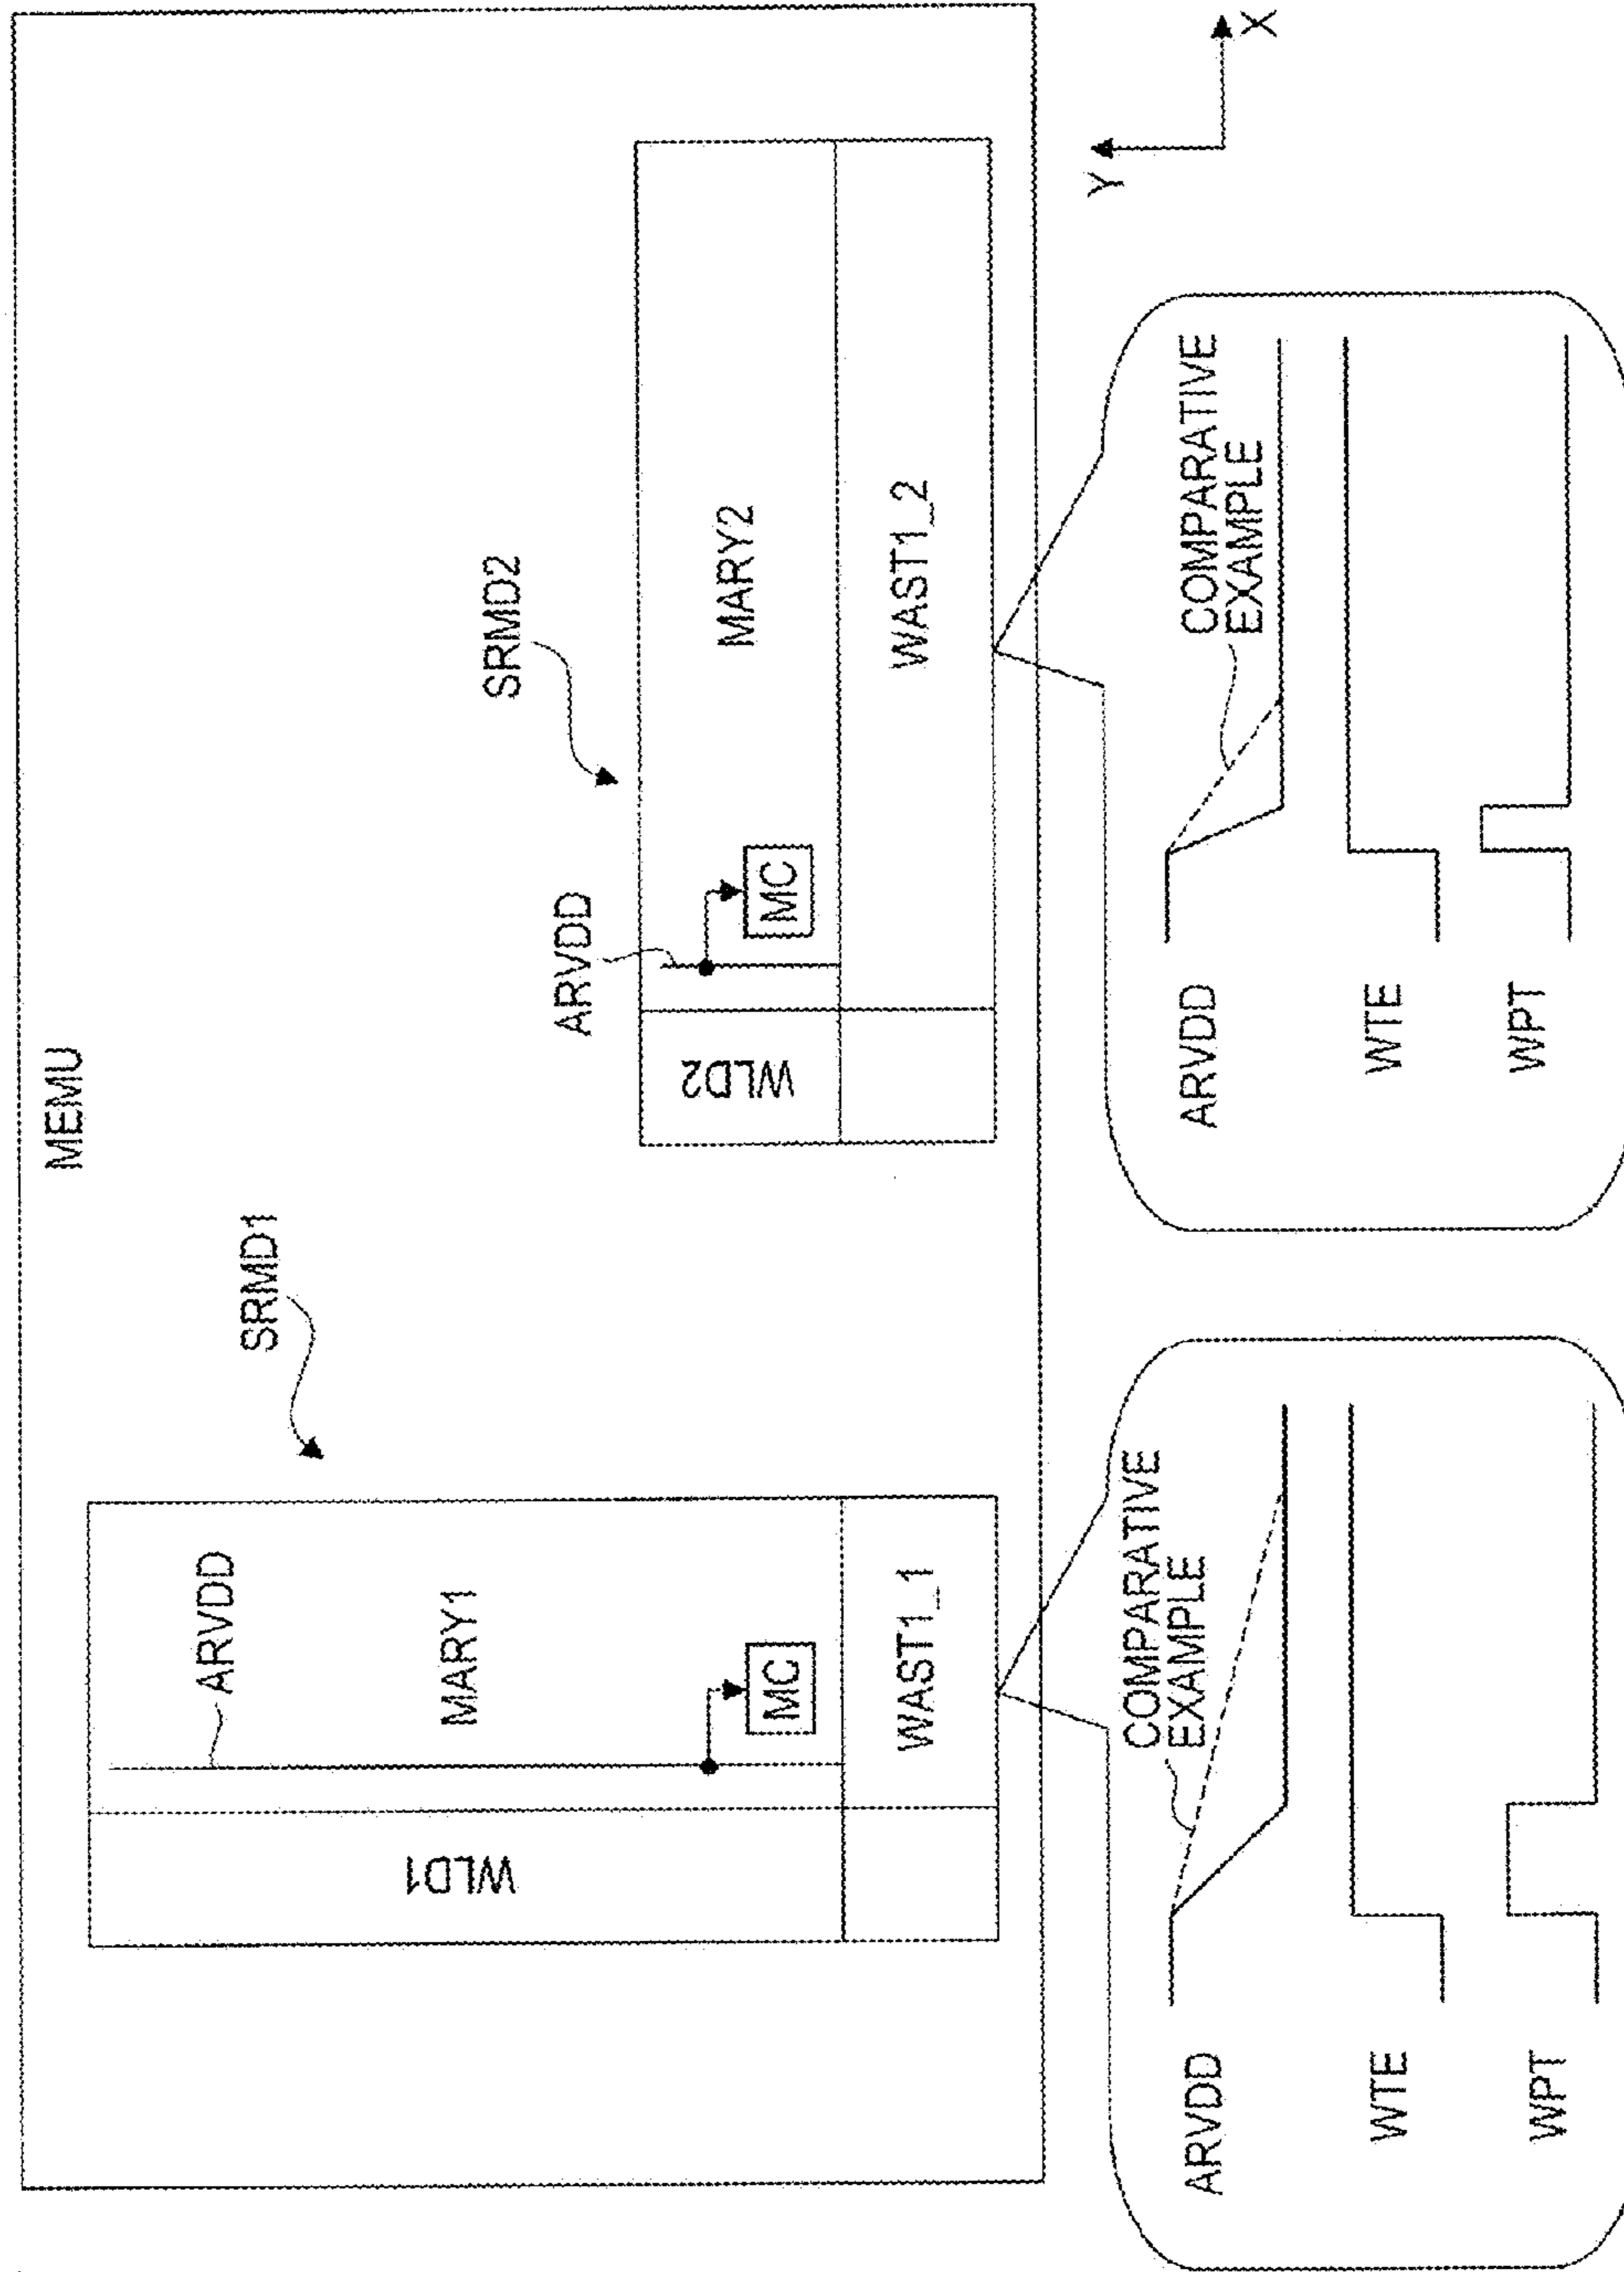 MEMU
SRMD1
ARVDD
MARY1
MC
WLD1
WAST1_1
SRMD2
ARVDD
MARY2
MC
WLD2
WAST1_2
Y
X
COMPARATIVE
EXAMPLE
ARVDD
WTE
WPT
COMPARATIVE
EXAMPLE
ARVDD
WTE
WPT